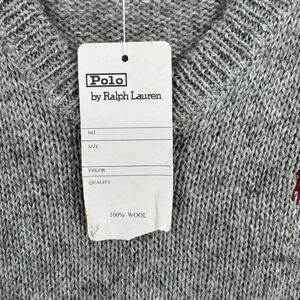 Polo
by Ralph Lauren
NO.
SIZE
COLOR
QUALITY
100% WOOL